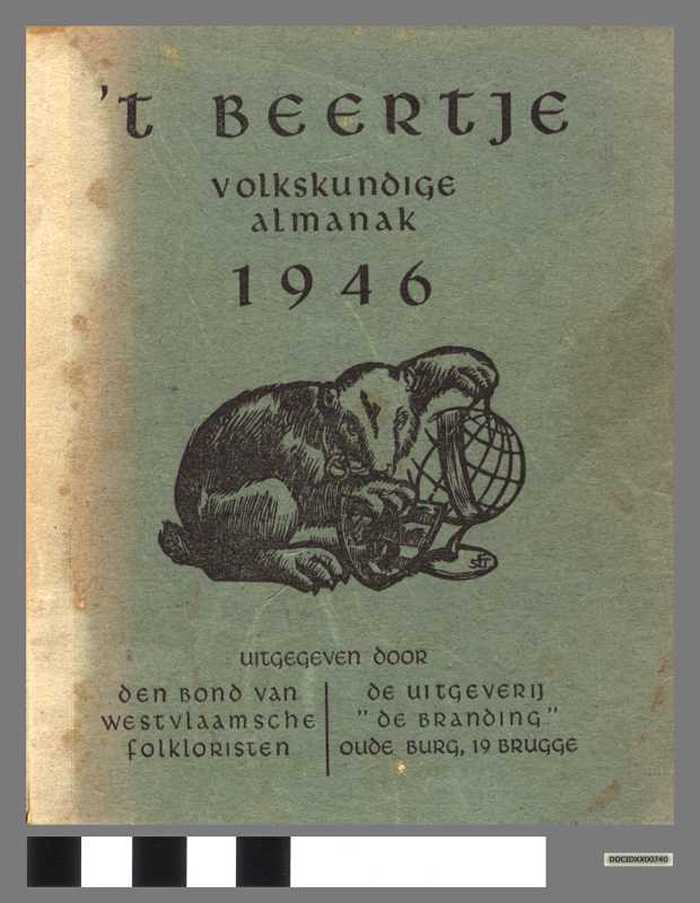 't BEERTJE
VOLKSKUNDIGE
ALMANAK
1946
UITGEGEVEN DOOR
DEN BOND VAN
WESTVLAAMSCHE
FOLKLORISTEN
DE UITGEVERIJ
"DE BRANDING"
OUDE BURG, 19 BRUGGE
DOCIDXX00740